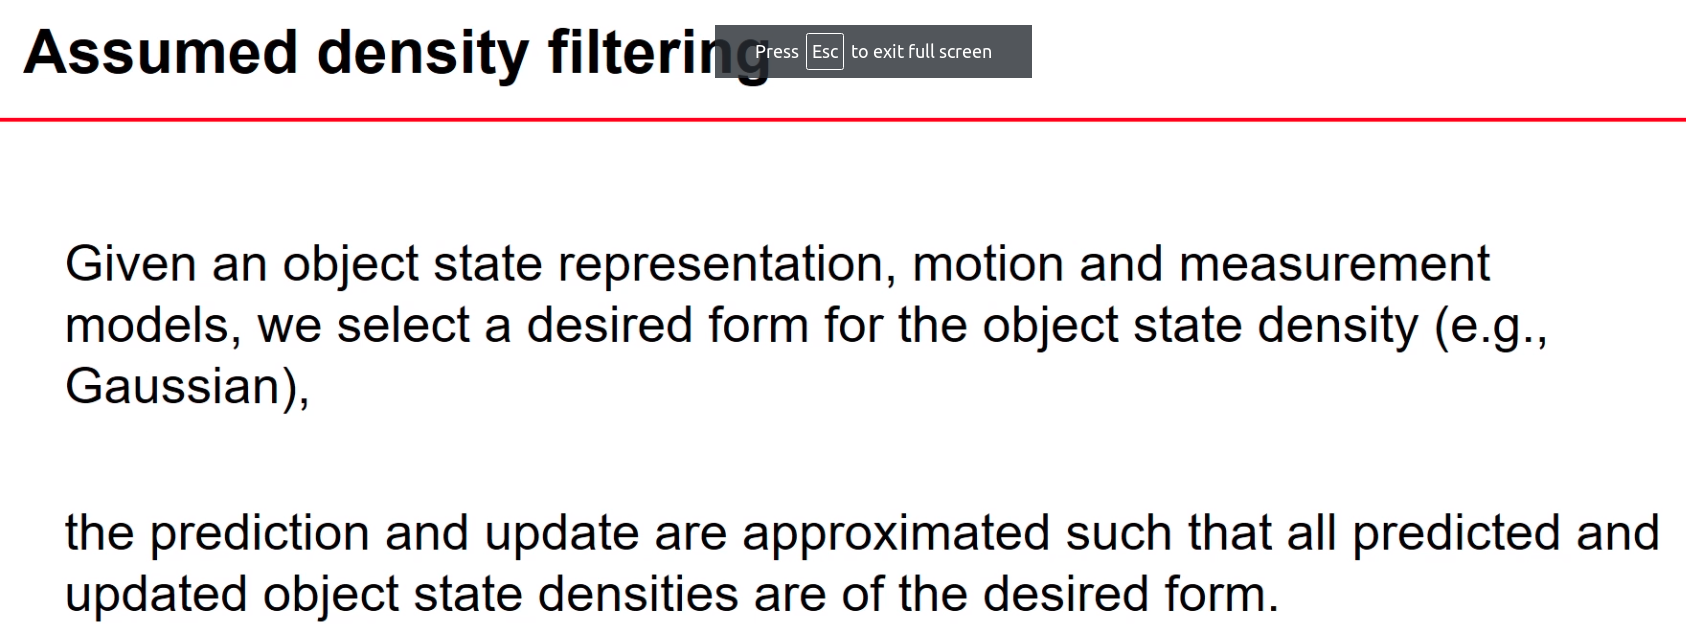 Assumed density filtering
Press Esc to exit full screen
Given an object state representation, motion and measurement
models, we select a desired form for the object state density (e.g.,
Gaussian),
the prediction and update are approximated such that all predicted and
updated object state densities are of the desired form.